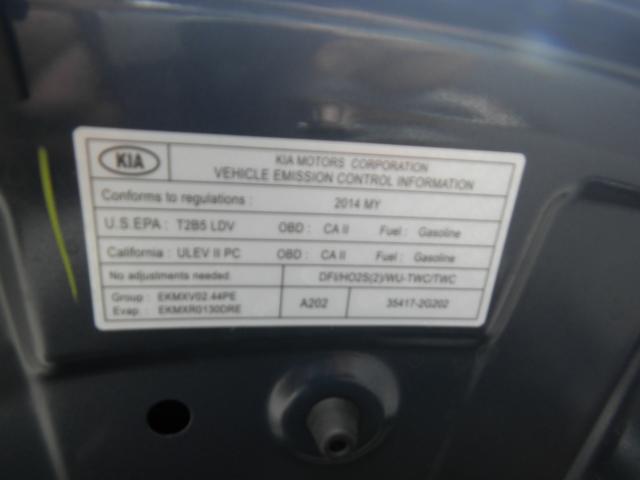 KIA
KIA MOTORS CORPORATION
VEHICLE EMISSION CONTROL INFORMATION
Conforms to regulations : 2014 MY
U.S.EPA : T2B5 LDV OBD : CA II Fuel : Gasoline
California : ULEV II PC OBD : CA II Fuel : Gasoline
No adjustments needed. DFI/HO2S(2)/WU-TWC/TWC
Group : EKMXV02.44PE
Evap : EKMXR0130DRE
A202
35417-2G202